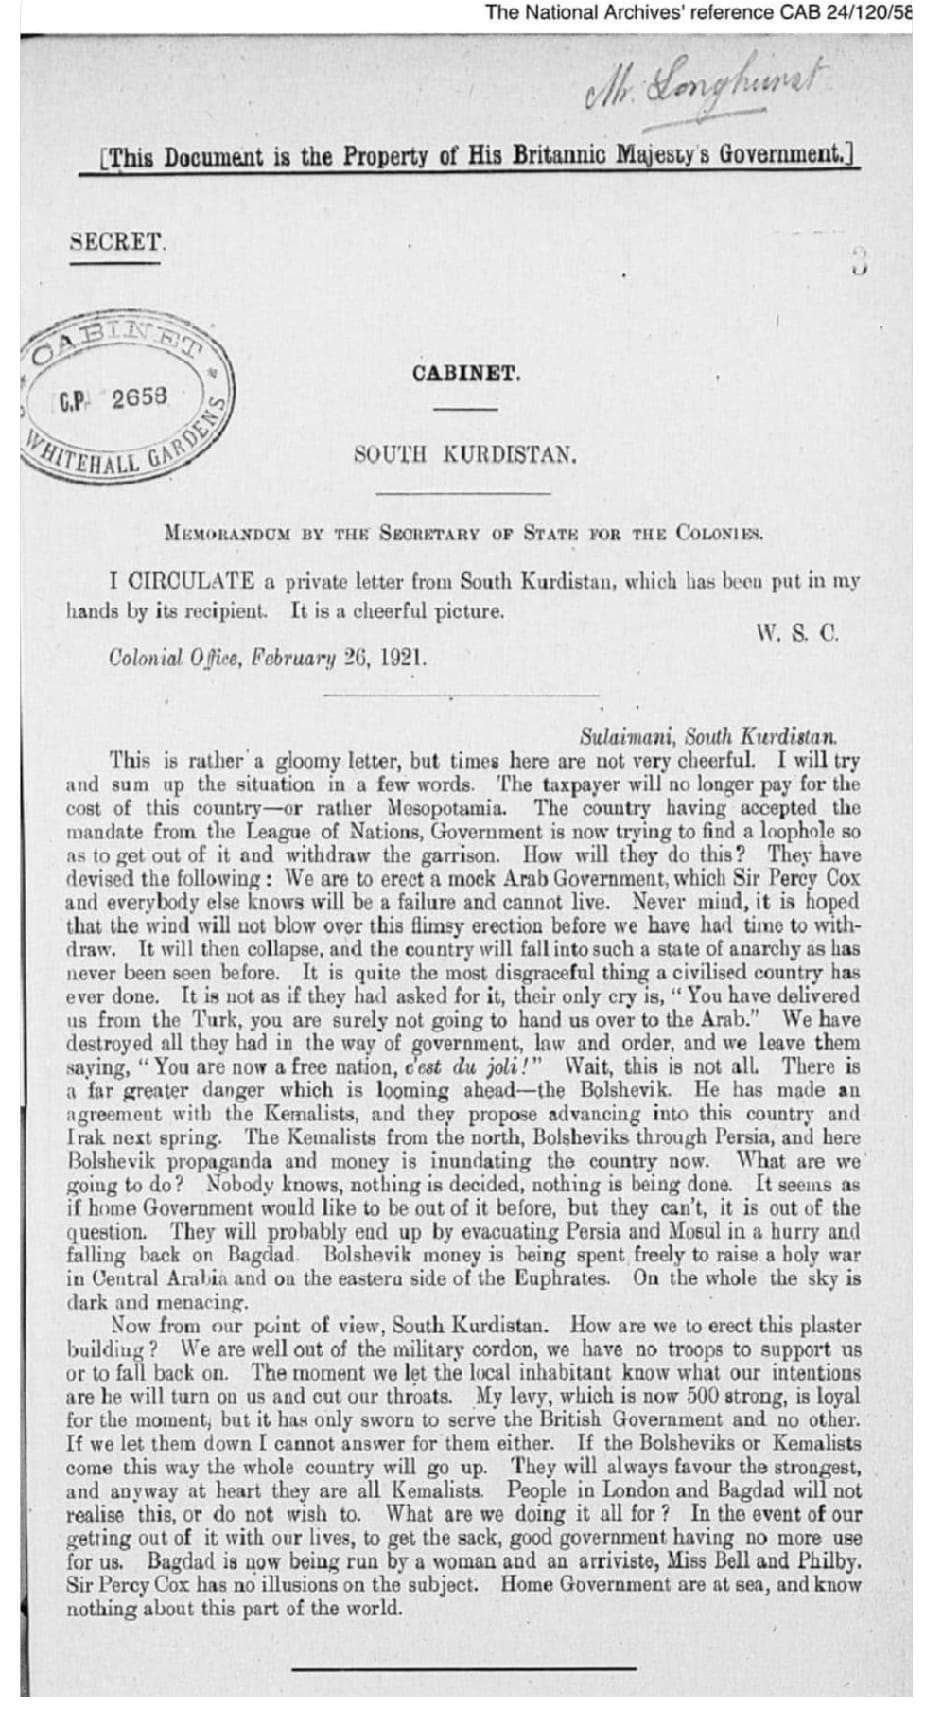 The National Archives' reference CAB 24/120/58
Mr. Longhurst
[This Document is the Property of His Britannic Majesty's Government.]
SECRET.
3
CABINET
C.P. 2658
WHITEHALL GARDENS
CABINET.
SOUTH KURDISTAN.
MEMORANDUM BY THE SECRETARY OF STATE FOR THE COLONIES.
I CIRCULATE a private letter from South Kurdistan, which has been put in my
hands by its recipient. It is a cheerful picture.
W. S. C.
Colonial Office, February 26, 1921.
Sulaimani, South Kurdistan.
This is rather a gloomy letter, but times here are not very cheerful. I will try
and sum up the situation in a few words. The taxpayer will no longer pay for the
cost of this country—or rather Mesopotamia. The country having accepted the
mandate from the League of Nations, Government is now trying to find a loophole so
as to get out of it and withdraw the garrison. How will they do this? They have
devised the following: We are to erect a mock Arab Government, which Sir Percy Cox
and everybody else knows will be a failure and cannot live. Never mind, it is hoped
that the wind will not blow over this flimsy erection before we have had time to with-
draw. It will then collapse, and the country will fall into such a state of anarchy as has
never been seen before. It is quite the most disgraceful thing a civilised country has
ever done. It is not as if they had asked for it, their only cry is, "You have delivered
us from the Turk, you are surely not going to hand us over to the Arab." We have
destroyed all they had in the way of government, law and order, and we leave them
saying, "You are now a free nation, c'est du joli!" Wait, this is not all. There is
a far greater danger which is looming ahead—the Bolshevik. He has made an
agreement with the Kemalists, and they propose advancing into this country and
Irak next spring. The Kemalists from the north, Bolsheviks through Persia, and here
Bolshevik propaganda and money is inundating the country now. What are we
going to do? Nobody knows, nothing is decided, nothing is being done. It seems as
if home Government would like to be out of it before, but they can't, it is out of the
question. They will probably end up by evacuating Persia and Mosul in a hurry and
falling back on Bagdad. Bolshevik money is being spent freely to raise a holy war
in Central Arabia and on the eastern side of the Euphrates. On the whole the sky is
dark and menacing.
Now from our point of view, South Kurdistan. How are we to erect this plaster
building? We are well out of the military cordon, we have no troops to support us
or to fall back on. The moment we let the local inhabitant know what our intentions
are he will turn on us and cut our throats. My levy, which is now 500 strong, is loyal
for the moment, but it has only sworn to serve the British Government and no other.
If we let them down I cannot answer for them either. If the Bolsheviks or Kemalists
come this way the whole country will go up. They will always favour the strongest,
and anyway at heart they are all Kemalists. People in London and Bagdad will not
realise this, or do not wish to. What are we doing it all for? In the event of our
getring out of it with our lives, to get the sack, good government having no more use
for us. Bagdad is now being run by a woman and an arriviste, Miss Bell and Philby.
Sir Percy Cox has no illusions on the subject. Home Government are at sea, and know
nothing about this part of the world.